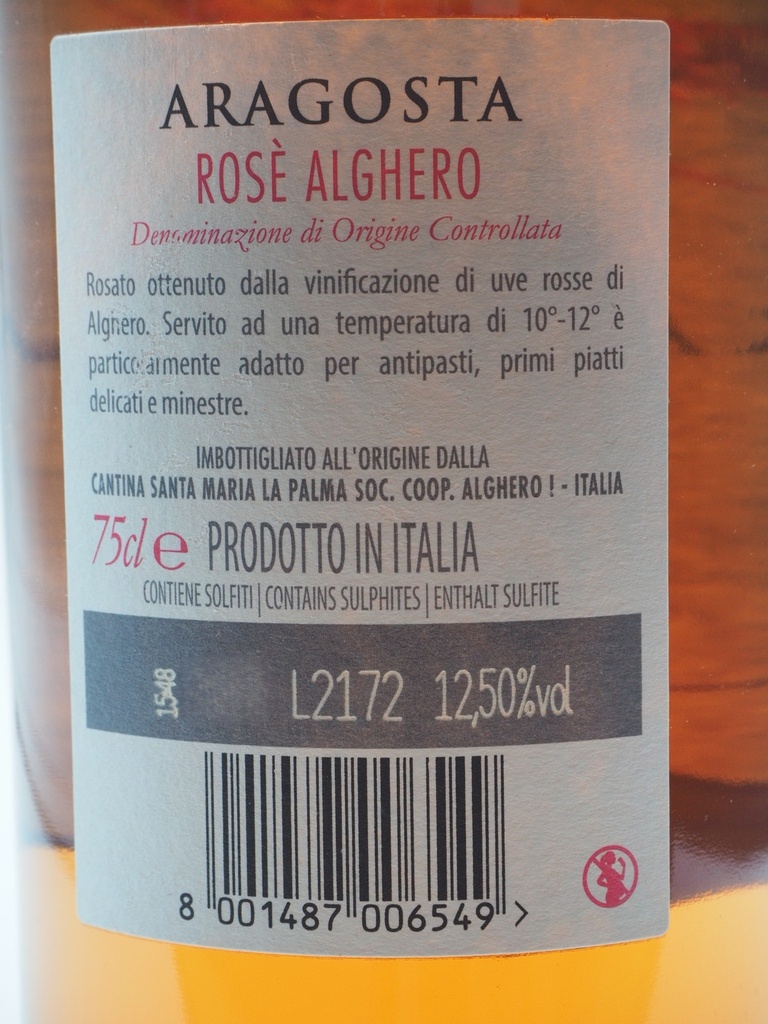 ARAGOSTA
ROSÈ ALGHERO
Denominazione di Origine Controllata
Rosato ottenuto dalla vinificazione di uve rosse di
Alghero. Servito ad una temperatura di 10°-12° è
particolarmente adatto per antipasti, primi piatti
delicati e minestre.
IMBOTTIGLIATO ALL'ORIGINE DALLA
CANTINA SANTA MARIA LA PALMA SOC. COOP. ALGHERO ! - ITALIA
75cl e PRODOTTO IN ITALIA
CONTIENE SOLFITI | CONTAINS SULPHITES | ENTHALT SULFITE
15:48 L2172 12,50%vol
8 001487 006549 >